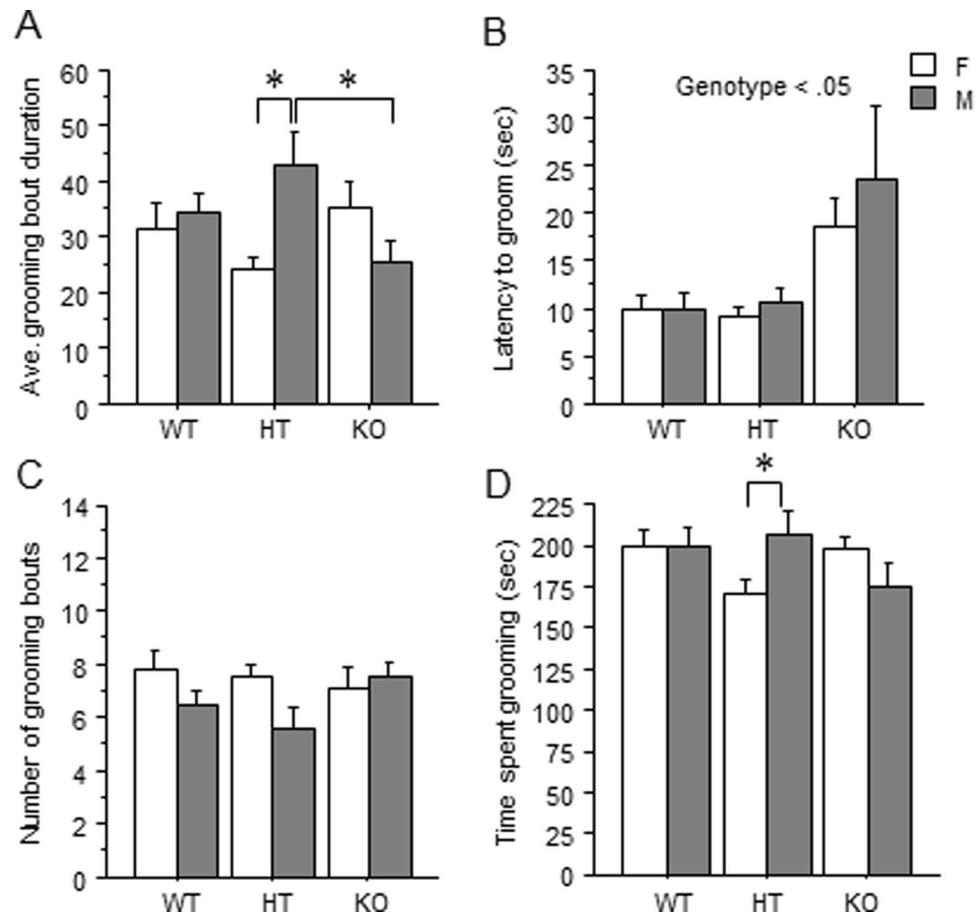 A
Ave. grooming bout duration
60
50
40
30
20
10
0
*
*
WT HT KO
B
Latency to groom (sec)
35
30
25
20
15
10
5
0
Genotype < .05
F
M
WT HT KO
C
Number of grooming bouts
14
12
10
8
6
4
2
0
WT HT KO
D
Time spent grooming (sec)
225
200
175
150
125
100
75
50
25
0
*
WT HT KO